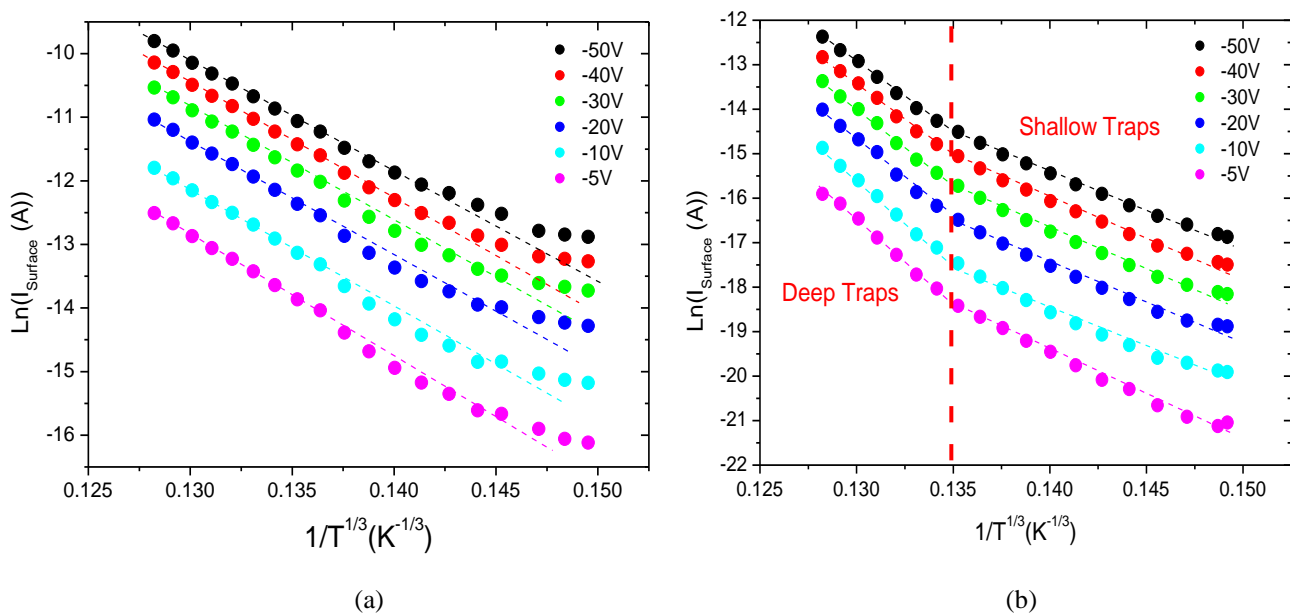 -10
-11
-12
-13
-14
-15
-16
Ln(I_Surface (A))
-50V
-40V
-30V
-20V
-10V
-5V
0.125 0.130 0.135 0.140 0.145 0.150
1/T^1/3(K^-1/3)
(a)
-12
-13
-14
-15
-16
-17
-18
-19
-20
-21
-22
Ln(I_Surface (A))
-50V
-40V
-30V
-20V
-10V
-5V
Shallow Traps
Deep Traps
0.125 0.130 0.135 0.140 0.145 0.150
1/T^1/3(K^-1/3)
(b)